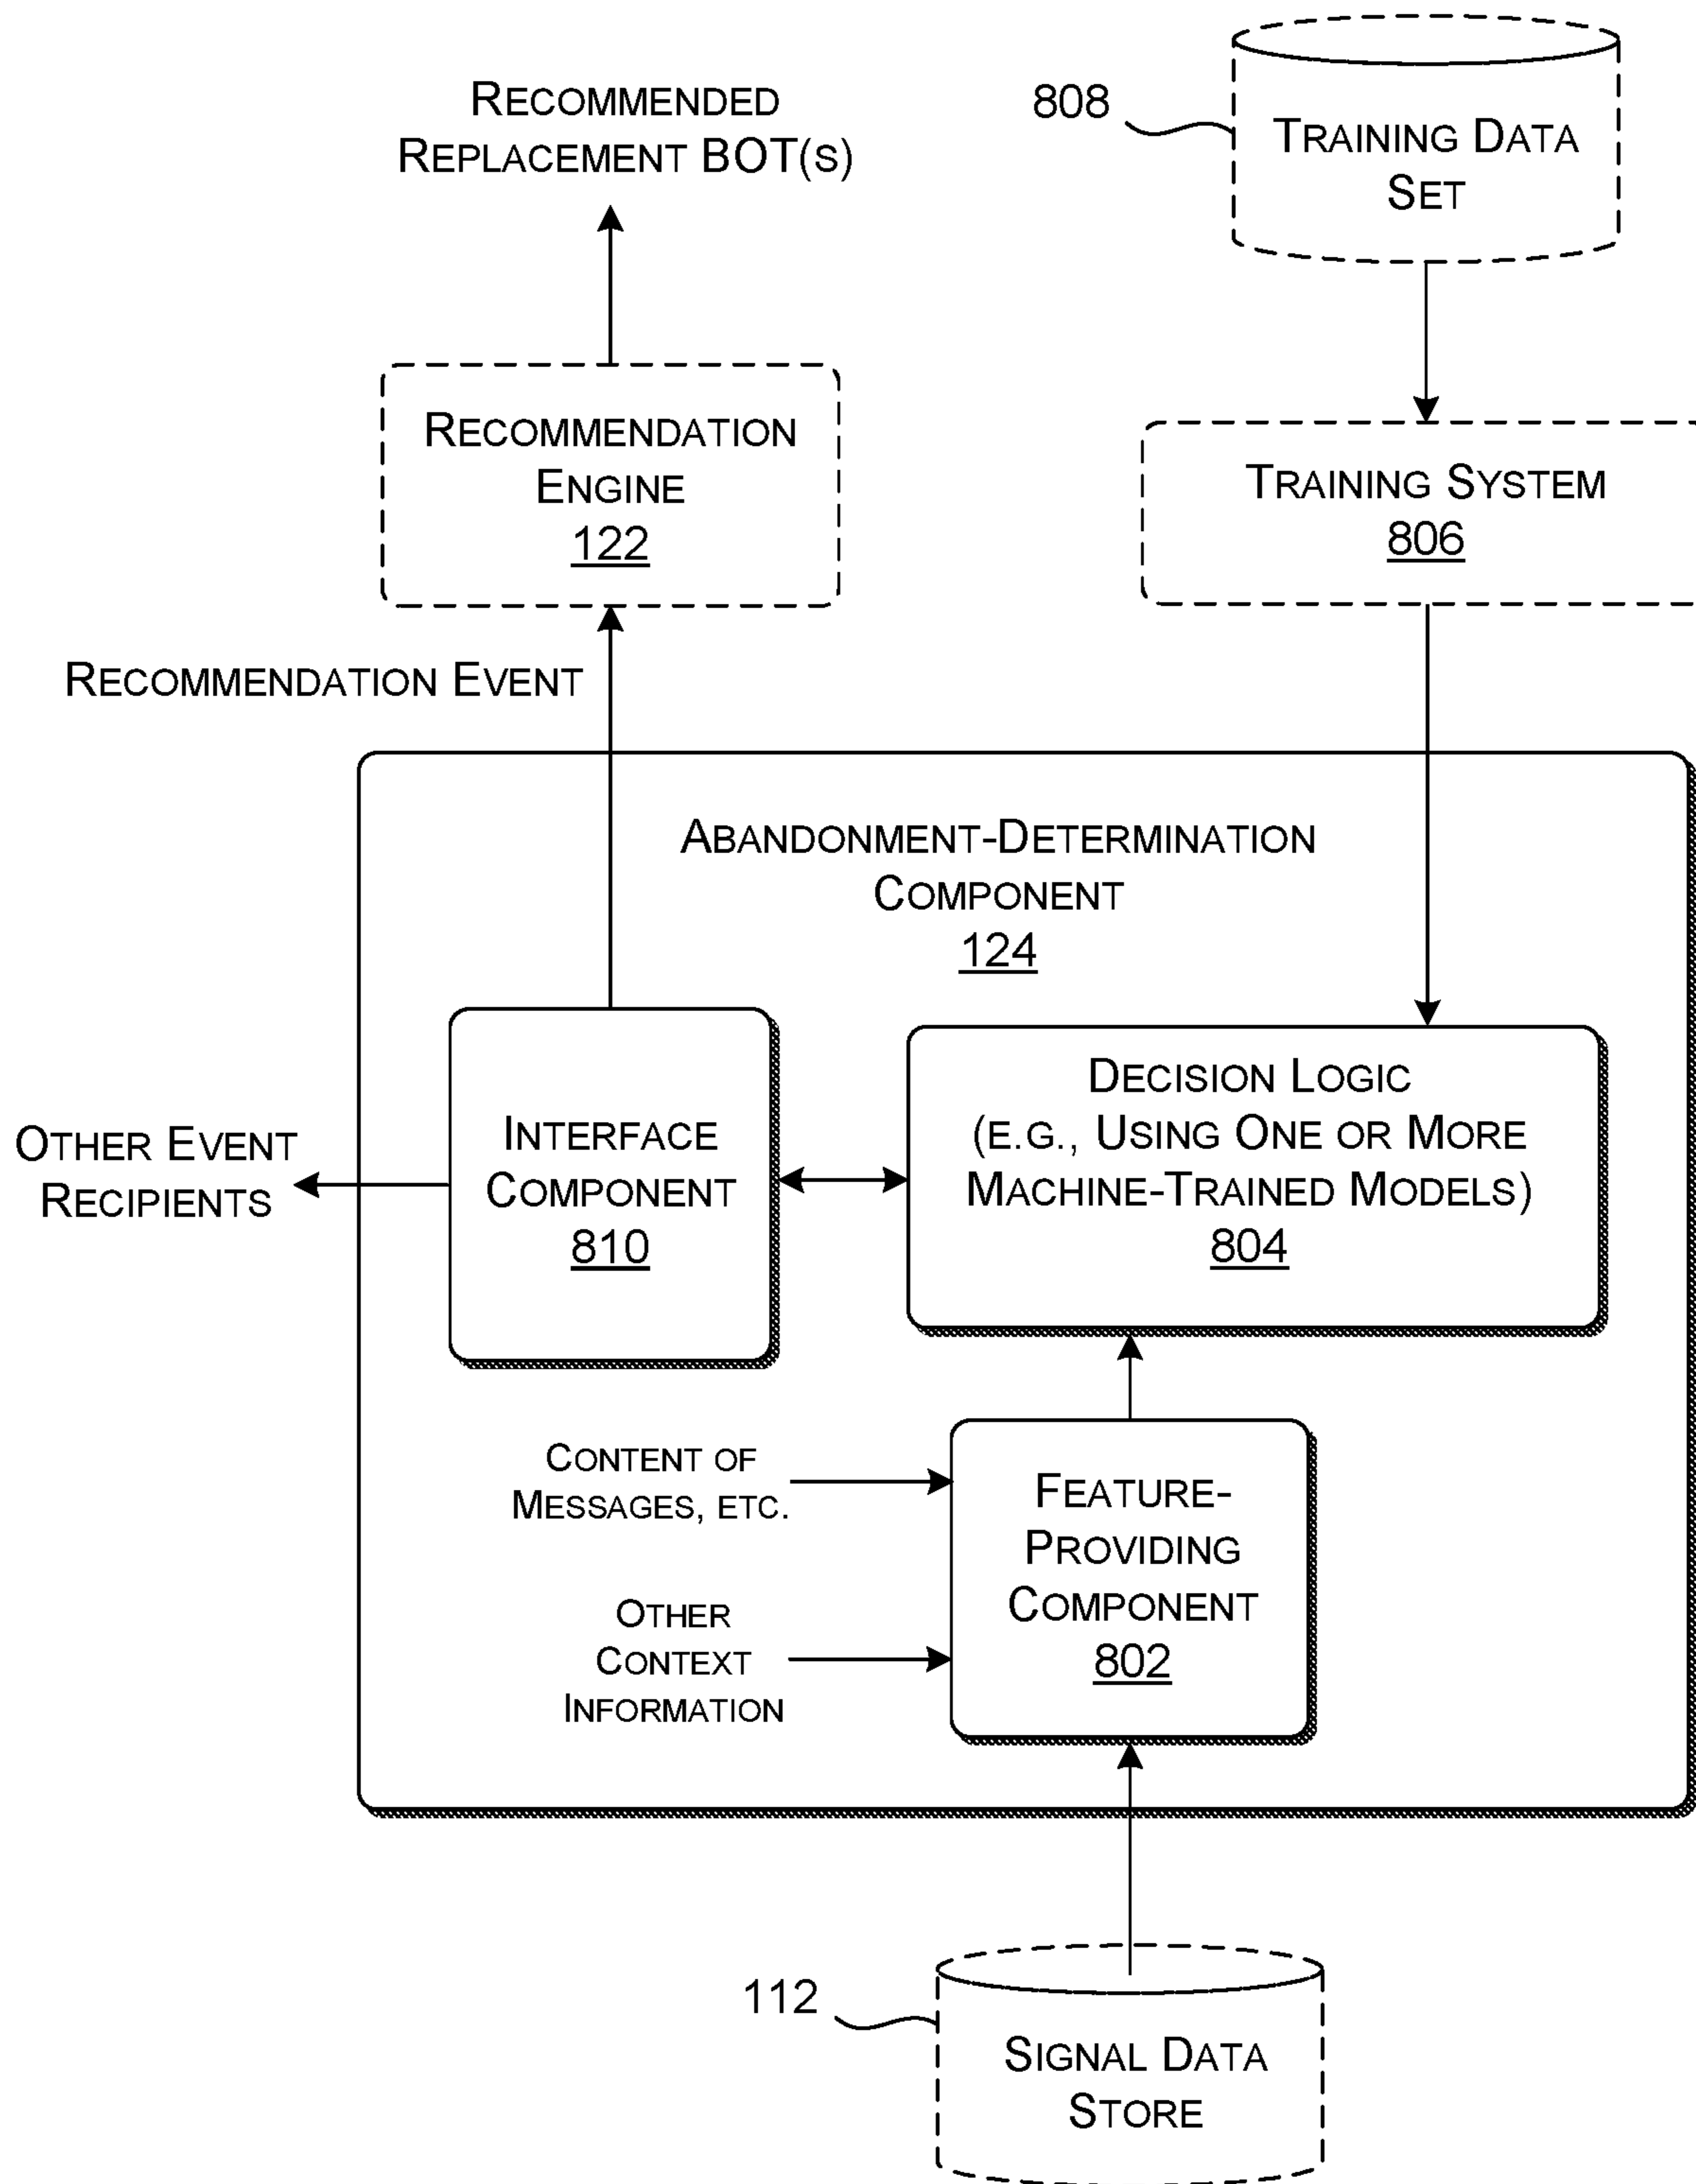 RECOMMENDED
REPLACEMENT BOT(S)
808
TRAINING DATA
SET
RECOMMENDATION
ENGINE
122
TRAINING SYSTEM
806
RECOMMENDATION EVENT
ABANDONMENT-DETERMINATION
COMPONENT
124
OTHER EVENT
RECIPIENTS
INTERFACE
COMPONENT
810
DECISION LOGIC
(E.G., USING ONE OR MORE
MACHINE-TRAINED MODELS)
804
CONTENT OF
MESSAGES, ETC.
OTHER
CONTEXT
INFORMATION
FEATURE-
PROVIDING
COMPONENT
802
112
SIGNAL DATA
STORE